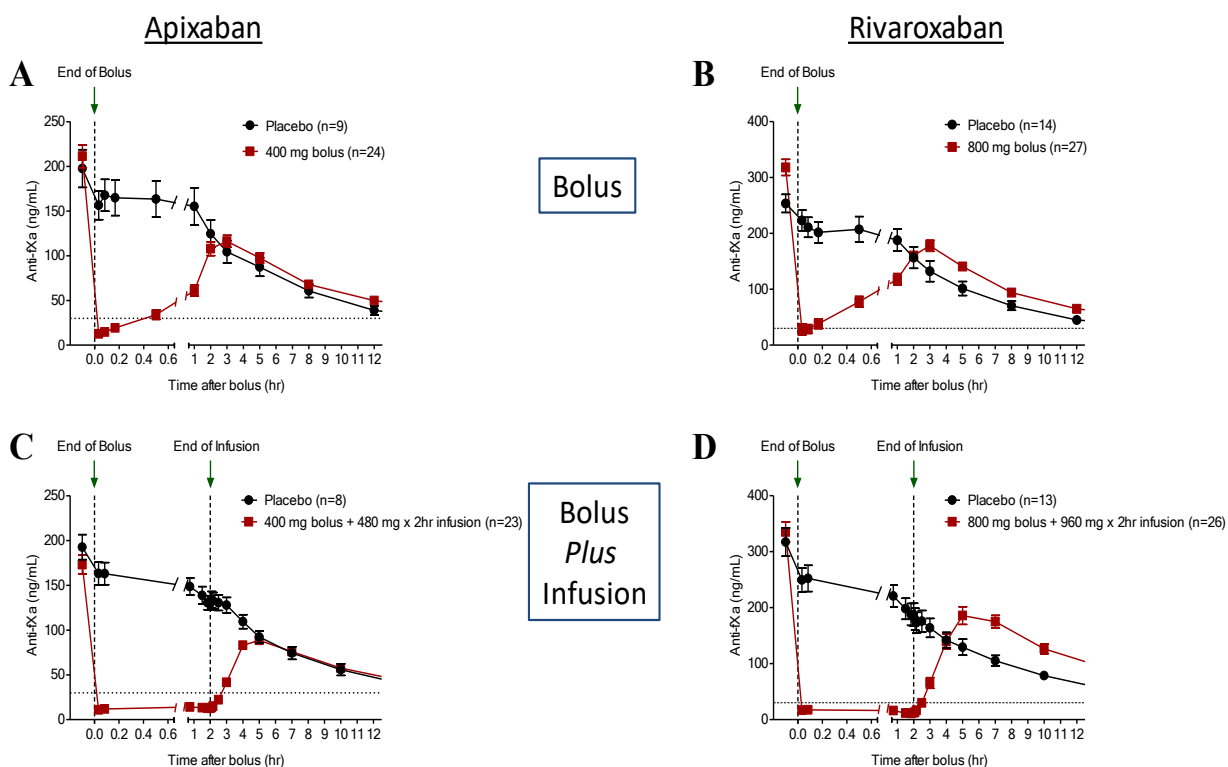 Apixaban
Rivaroxaban
A
End of Bolus
Placebo (n=9)
400 mg bolus (n=24)
Anti-fXa (ng/mL)
250
200
150
100
50
0
0.0 0.2 0.4 0.6 1 2 3 4 5 6 7 8 9 10 11 12
Time after bolus (hr)
Bolus
B
End of Bolus
Placebo (n=14)
800 mg bolus (n=27)
Anti-fXa (ng/mL)
400
300
200
100
0
0.0 0.2 0.4 0.6 1 2 3 4 5 6 7 8 9 10 11 12
Time after bolus (hr)
C
End of Bolus
End of Infusion
Placebo (n=8)
400 mg bolus + 480 mg x 2hr infusion (n=23)
Anti-fXa (ng/mL)
250
200
150
100
50
0
0.0 0.2 0.4 0.6 1 2 3 4 5 6 7 8 9 10 11 12
Time after bolus (hr)
Bolus
Plus
Infusion
D
End of Bolus
End of Infusion
Placebo (n=13)
800 mg bolus + 960 mg x 2hr infusion (n=26)
Anti-fXa (ng/mL)
400
300
200
100
0
0.0 0.2 0.4 0.6 1 2 3 4 5 6 7 8 9 10 11 12
Time after bolus (hr)